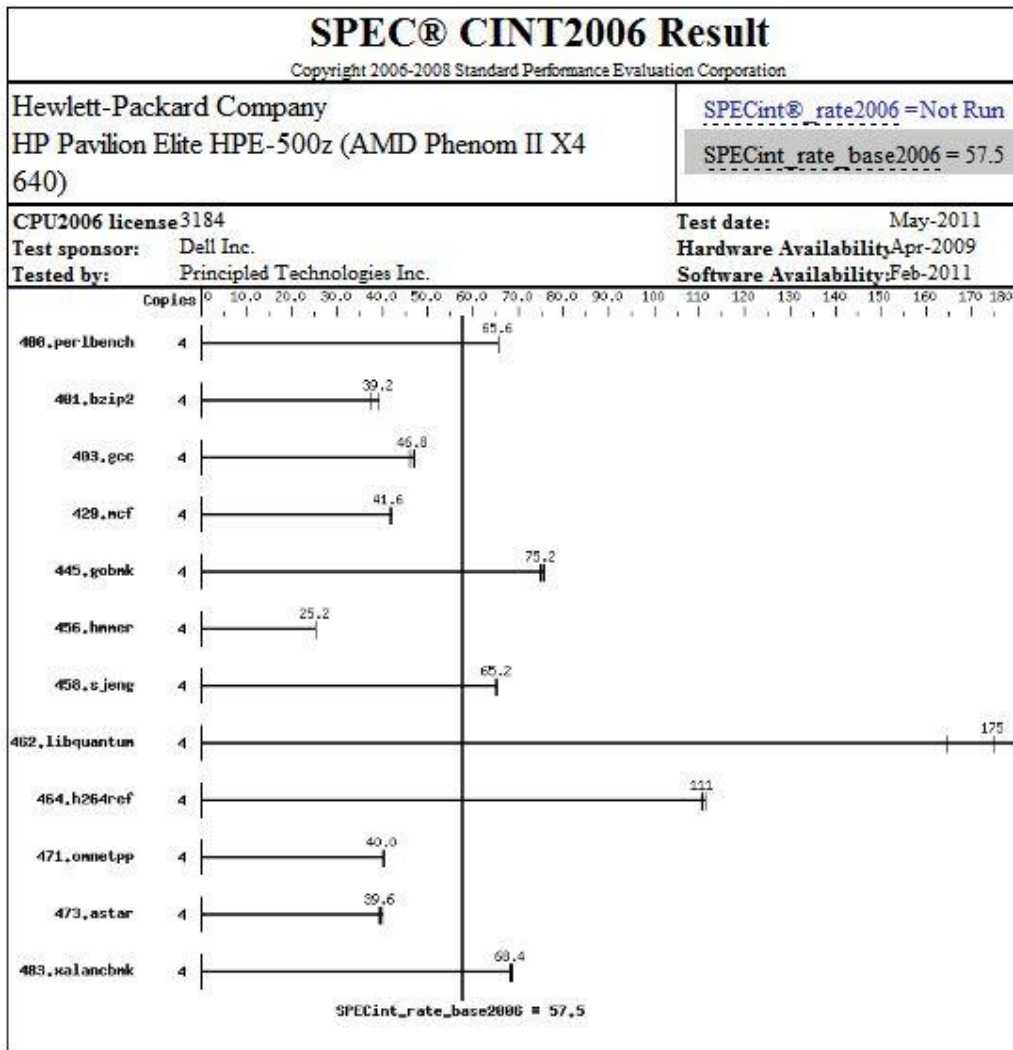 SPEC® CINT2006 Result
Copyright 2006-2008 Standard Performance Evaluation Corporation
Hewlett-Packard Company
HP Pavilion Elite HPE-500z (AMD Phenom II X4
640)
SPECint®_rate2006 =Not Run
SPECint_rate_base2006 = 57.5
CPU2006 license 3184
Test date: May-2011
Test sponsor: Dell Inc.
Hardware Availability Apr-2009
Tested by: Principled Technologies Inc.
Software Availability: Feb-2011
Copies 0 10.0 20.0 30.0 40.0 50.0 60.0 70.0 80.0 90.0 100 110 120 130 140 150 160 170 180
400.perlbench 4 65.6
401.bzip2 4 39.2
403.gcc 4 46.8
429.mcf 4 41.6
445.gobmk 4 75.2
456.hmmer 4 25.2
458.sjeng 4 65.2
462.libquantum 4 175
464.h264ref 4 111
471.omnetpp 4 40.0
473.astar 4 39.6
483.xalancbmk 4 68.4
SPECint_rate_base2006 = 57.5